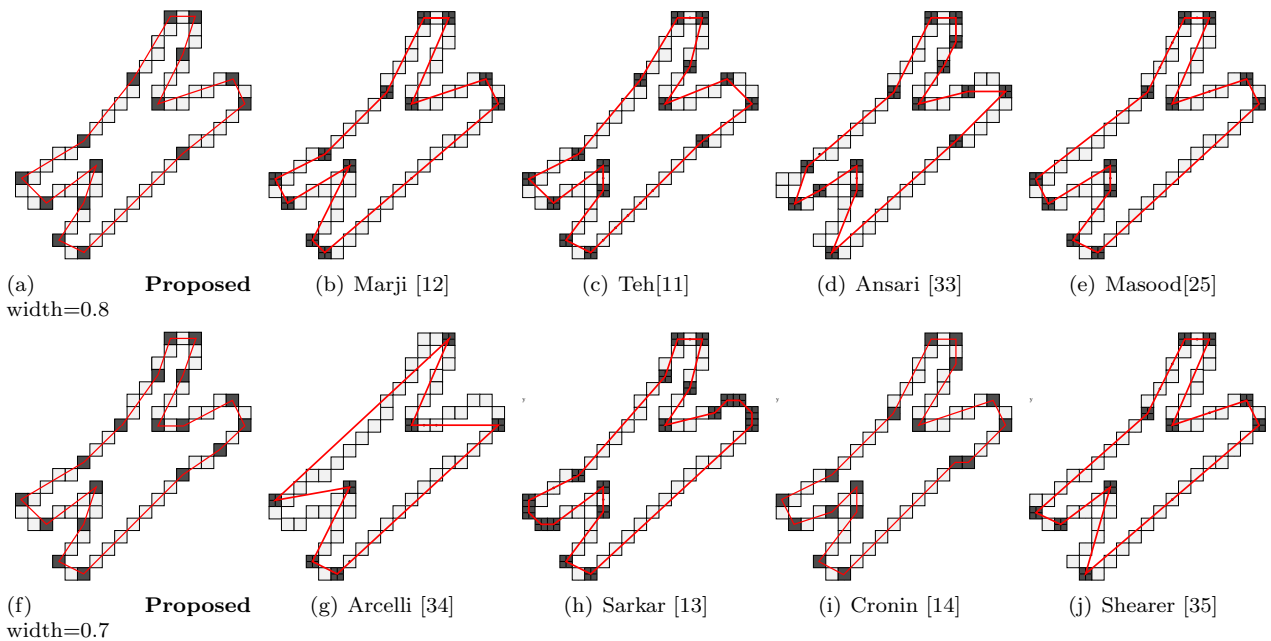 (a) Proposed width=0.8
(b) Marji [12]
(c) Teh[11]
(d) Ansari [33]
(e) Masood[25]
,
,
,
(f) Proposed width=0.7
(g) Arcelli [34]
(h) Sarkar [13]
(i) Cronin [14]
(j) Shearer [35]